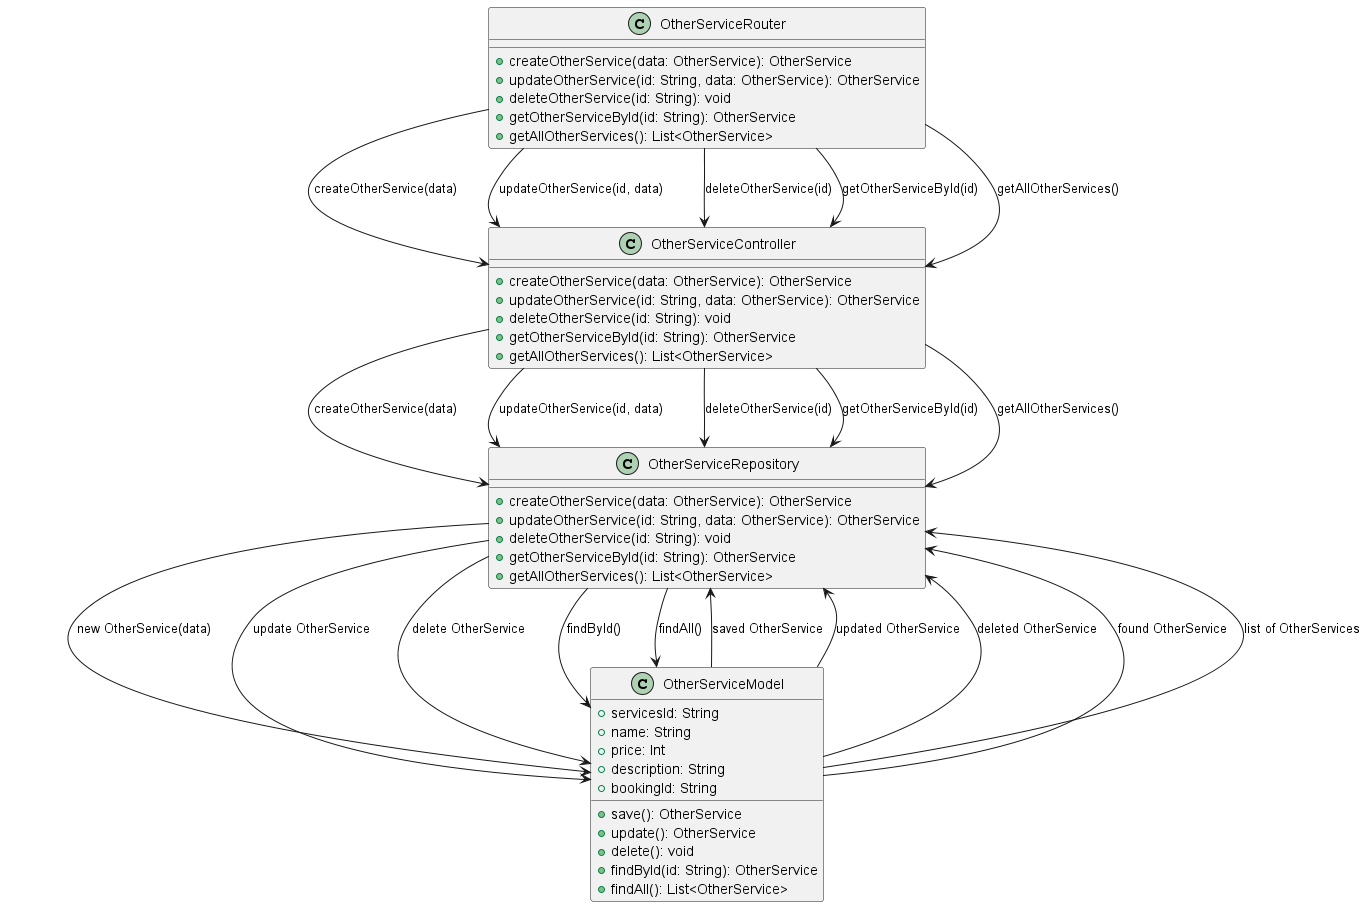 C OtherServiceRouter
createOtherService(data: OtherService): OtherService
updateOtherService(id: String, data: OtherService): OtherService
deleteOtherService(id: String): void
getOtherServiceById(id: String): OtherService
getAllOtherServices(): List<OtherService>
createOtherService(data)
updateOtherService(id, data)
deleteOtherService(id)
getOtherServiceById(id)
getAllOtherServices()
C OtherServiceController
createOtherService(data: OtherService): OtherService
updateOtherService(id: String, data: OtherService): OtherService
deleteOtherService(id: String): void
getOtherServiceById(id: String): OtherService
getAllOtherServices(): List<OtherService>
createOtherService(data)
updateOtherService(id, data)
deleteOtherService(id)
getOtherServiceById(id)
getAllOtherServices()
C OtherServiceRepository
createOtherService(data: OtherService): OtherService
updateOtherService(id: String, data: OtherService): OtherService
deleteOtherService(id: String): void
getOtherServiceById(id: String): OtherService
getAllOtherServices(): List<OtherService>
new OtherService(data)
update OtherService
delete OtherService
findById()
findAll()
saved OtherService
updated OtherService
deleted OtherService
found OtherService
list of OtherServices
C OtherServiceModel
servicesId: String
name: String
price: Int
description: String
bookingId: String
save(): OtherService
update(): OtherService
delete(): void
findById(id: String): OtherService
findAll(): List<OtherService>